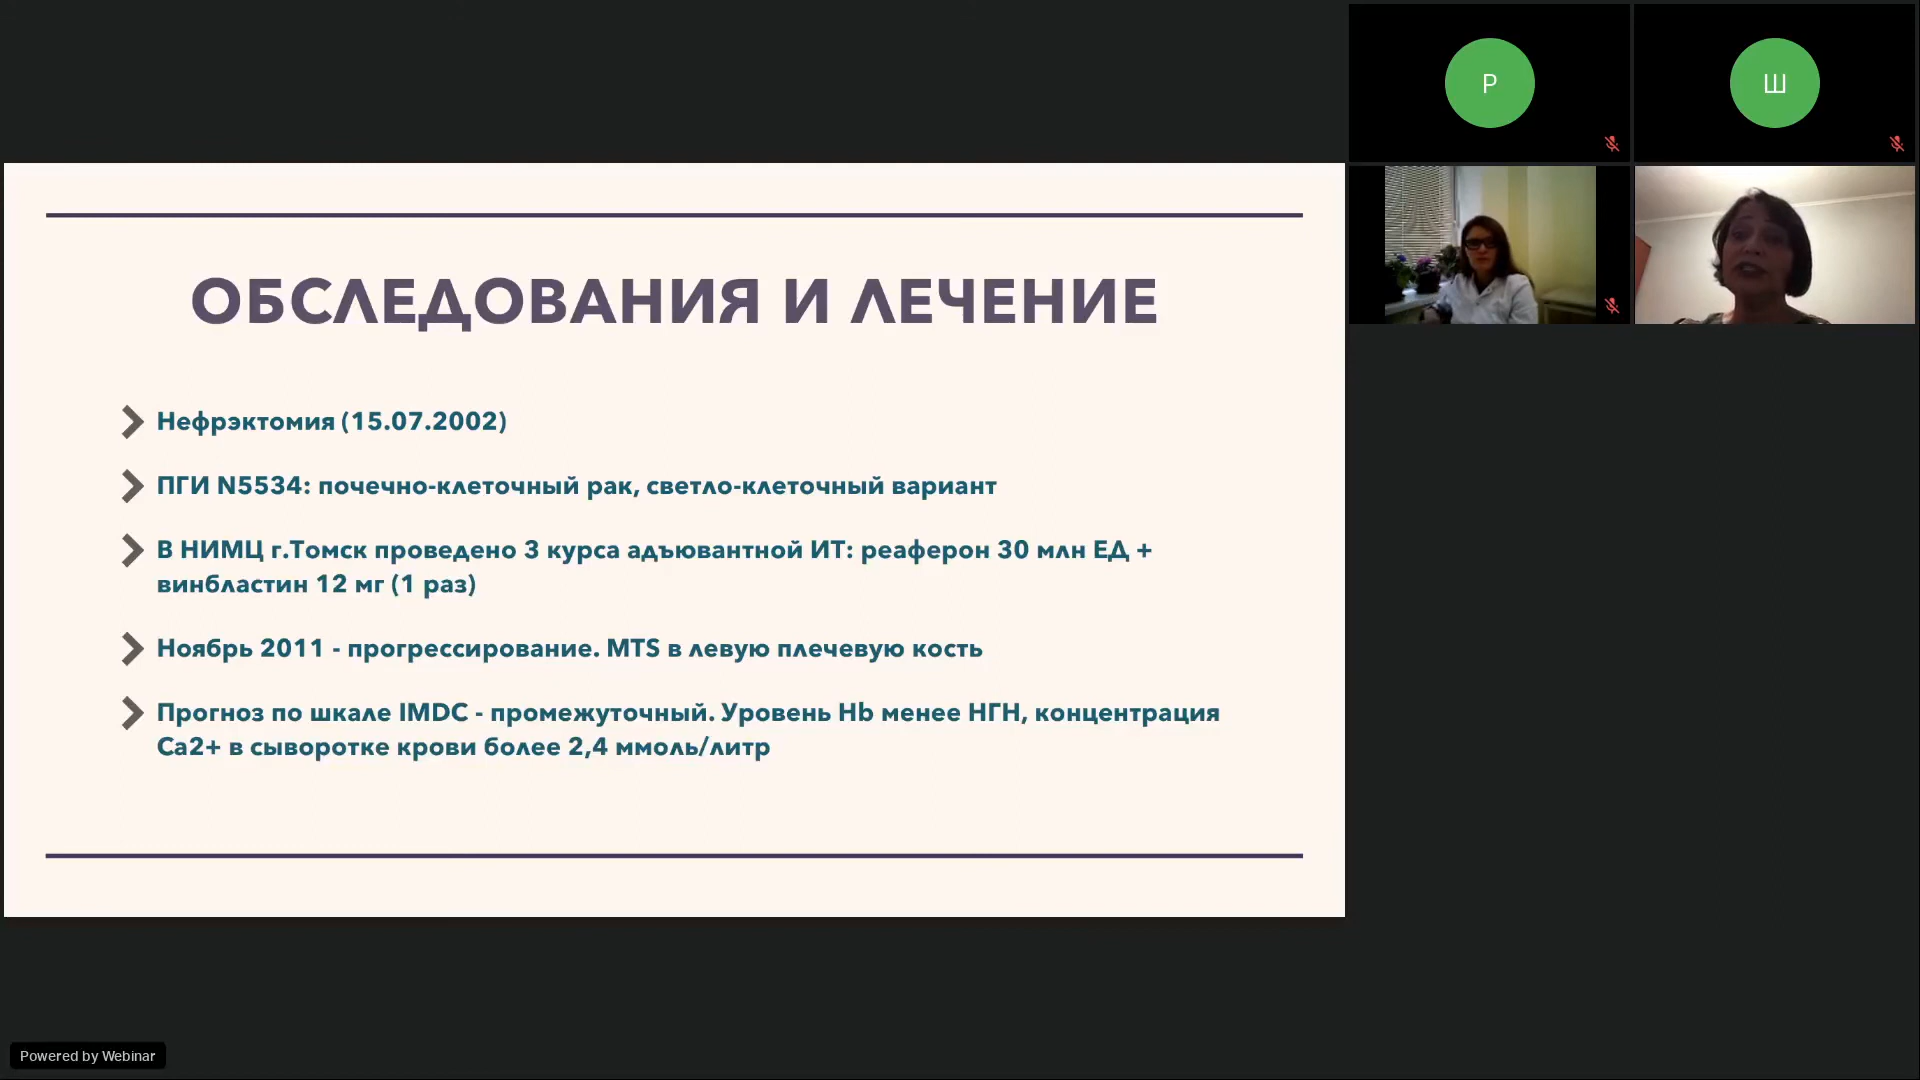 ОБСЛЕДОВАНИЯ И ЛЕЧЕНИЕ
Нефрэктомия (15.07.2002)
ПГИ N5534: почечно-клеточный рак, светло-клеточный вариант
В НИМЦ г.Томск проведено 3 курса адъювантной ИТ: реаферон 30 млн ЕД +
винбластин 12 мг (1 раз)
Ноябрь 2011 - прогрессирование. MTS в левую плечевую кость
Прогноз по шкале IMDC - промежуточный. Уровень Hb менее НГН, концентрация
Ca2+ в сыворотке крови более 2,4 ммоль/литр
Р
Ш
Powered by Webinar